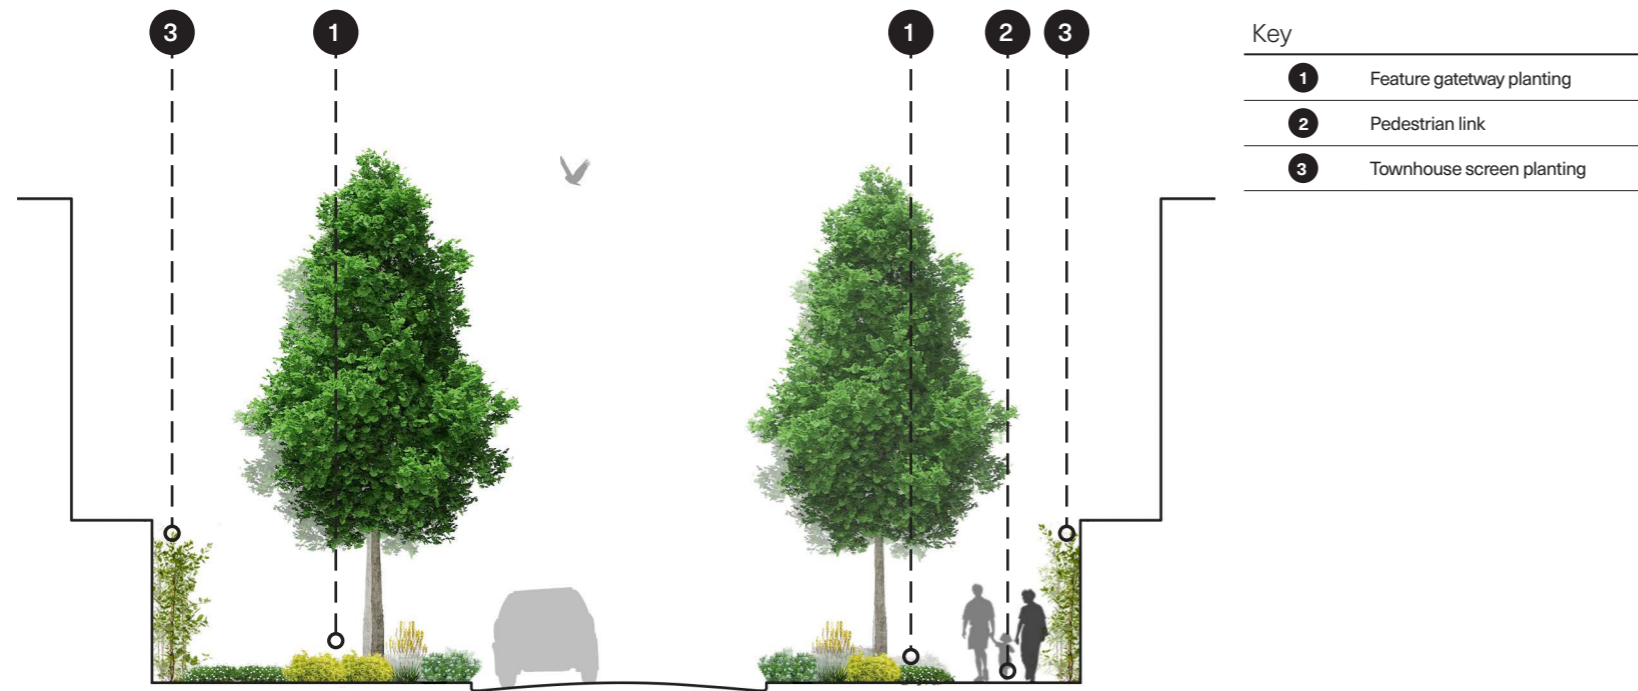 3 1 1 2 3
Key
1 Feature gatetway planting
2 Pedestrian link
3 Townhouse screen planting